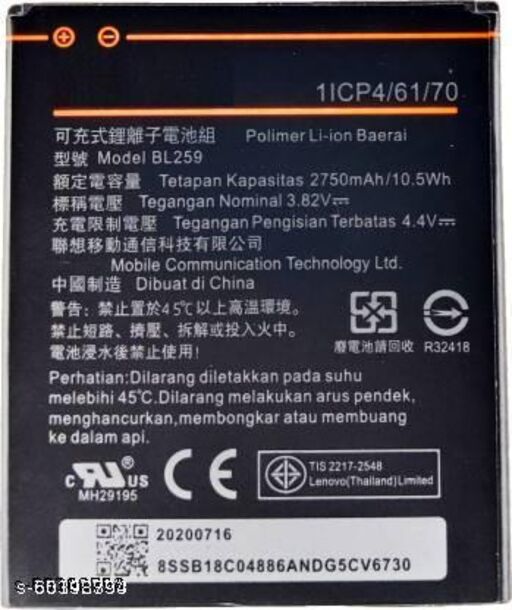 1ICP4/61/70
可充式鋰離子電池組 Polimer Li-ion Baerai
型號 Model BL259
額定電容量 Tetapan Kapasitas 2750mAh/10.5Wh
標稱電壓 Tegangan Nominal 3.82V⎓
充電限制電壓 Tegangan Pengisian Terbatas 4.4V⎓
聯想移動通信科技有限公司
Mobile Communication Technology Ltd.
中國制造 Dibuat di China
警告: 禁止置於45℃以上高溫環境。
禁止短路、擠壓、拆解或投入火中。
電池浸水後禁止使用!
廢電池請回收 R32418
Perhatian:Dilarang diletakkan pada suhu
melebihi 45℃.Dilarang melakukan arus pendek,
menghancurkan,membongkar atau membuang
ke dalam api.
c RU ® US
MH29195
CE
TIS 2217-2548
Lenovo(Thailand)Limited
20200716
8SSB18C04886ANDG5CV6730